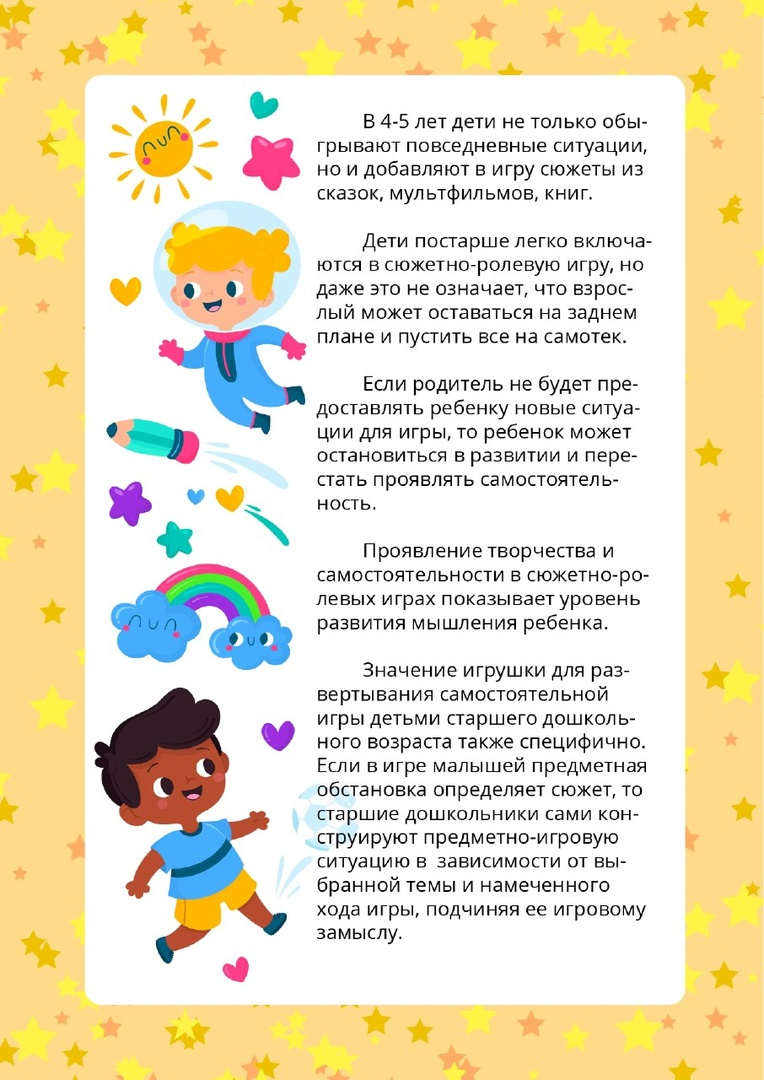 В 4-5 лет дети не только обы-
грывают повседневные ситуации,
но и добавляют в игру сюжеты из
сказок, мультфильмов, книг.
Дети постарше легко включа-
ются в сюжетно-ролевую игру, но
даже это не означает, что взрос-
лый может оставаться на заднем
плане и пустить все на самотек.
Если родитель не будет пре-
доставлять ребенку новые ситуа-
ции для игры, то ребенок может
остановиться в развитии и пере-
стать проявлять самостоятель-
ность.
Проявление творчества и
самостоятельности в сюжетно-ро-
левых играх показывает уровень
развития мышления ребенка.
Значение игрушки для раз-
вертывания самостоятельной
игры детьми старшего дошколь-
ного возраста также специфично.
Если в игре малышей предметная
обстановка определяет сюжет, то
старшие дошкольники сами кон-
струируют предметно-игровую
ситуацию в  зависимости от вы-
бранной темы и намеченного
хода игры, подчиняя ее игровому
замыслу.